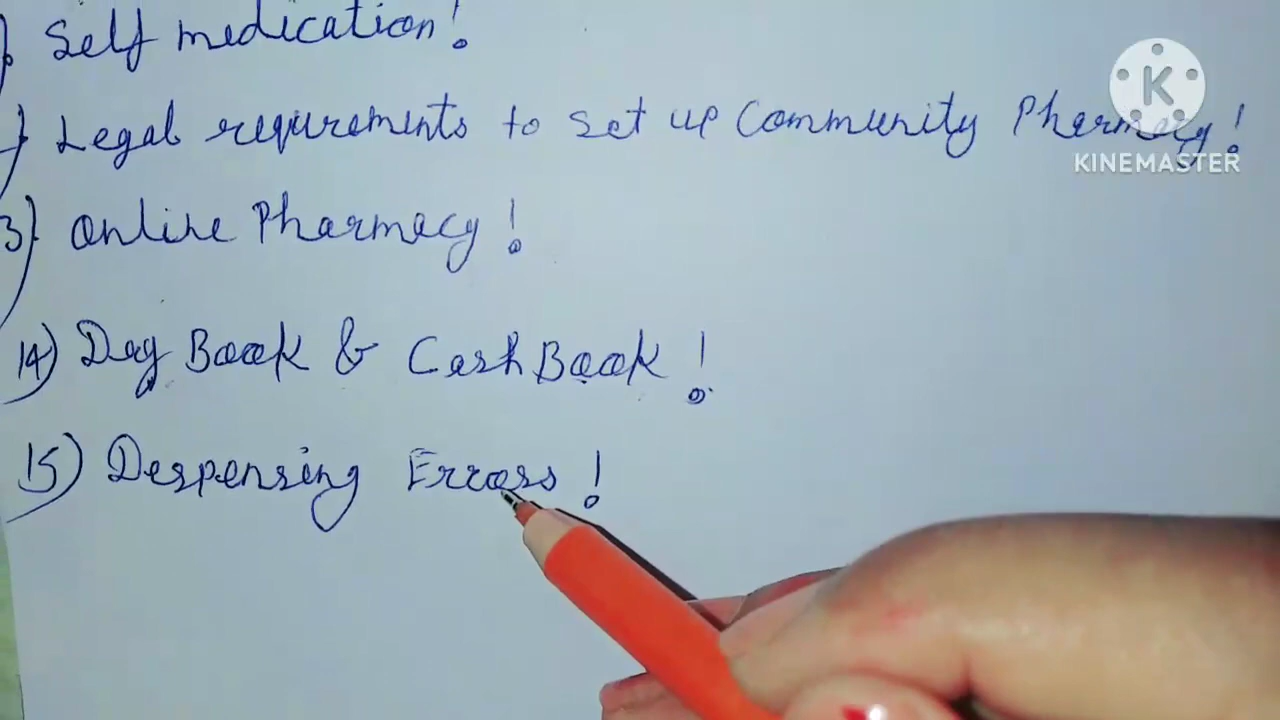 ). Self medication!
) Legal requirements to set up Community Pharmacy!
K
KINEMASTER
3) Online Pharmacy!
14) Day Book & Cash Book!
15) Despensing Errors!